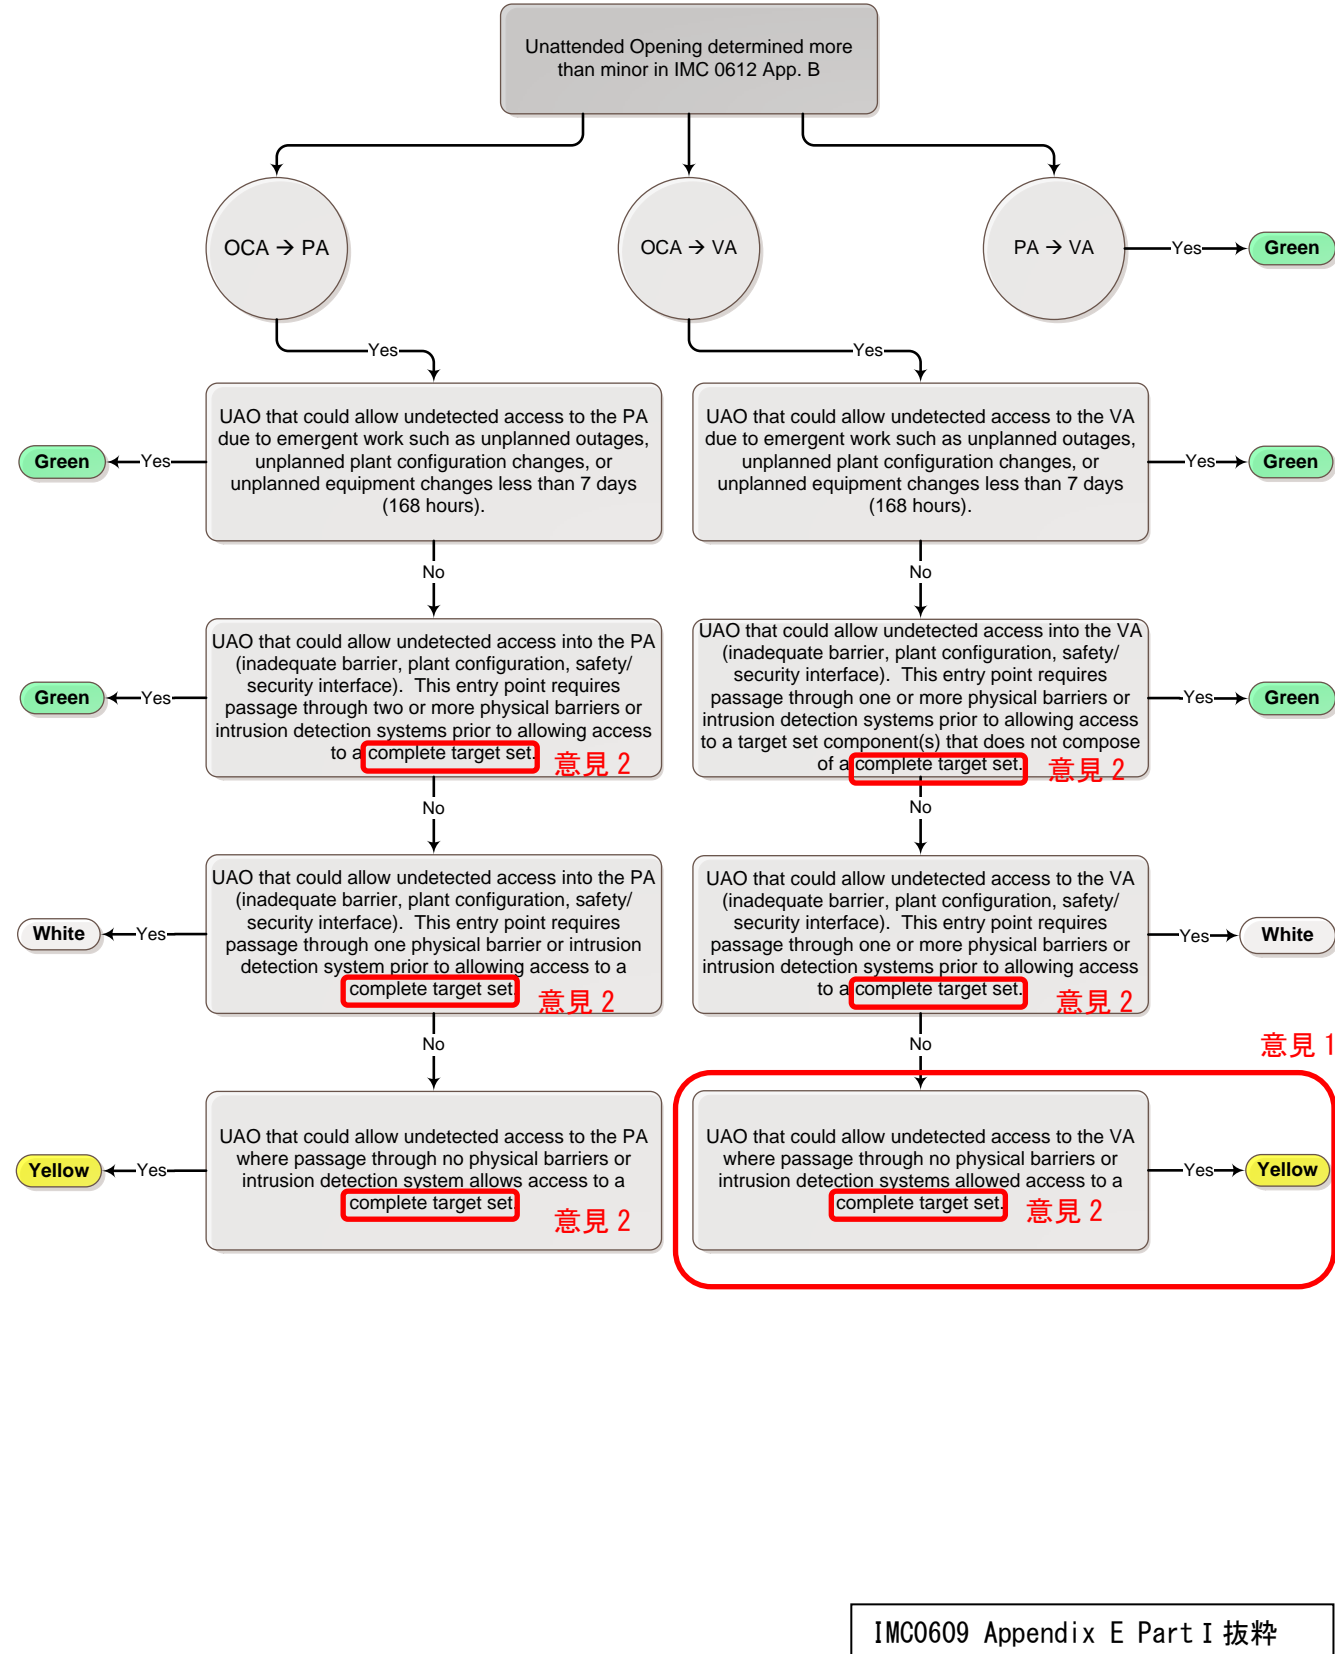 Unattended Opening determined more
than minor in IMC 0612 App. B
OCA → PA
OCA → VA
PA → VA
Yes
Green
Yes
Yes
UAO that could allow undetected access to the PA
due to emergent work such as unplanned outages,
unplanned plant configuration changes, or
unplanned equipment changes less than 7 days
(168 hours).
Yes
Green
UAO that could allow undetected access to the VA
due to emergent work such as unplanned outages,
unplanned plant configuration changes, or
unplanned equipment changes less than 7 days
(168 hours).
Yes
Green
No
No
UAO that could allow undetected access into the PA
(inadequate barrier, plant configuration, safety/
security interface). This entry point requires
passage through two or more physical barriers or
intrusion detection systems prior to allowing access
to a complete target set.
意見 2
Yes
Green
UAO that could allow undetected access into the VA
(inadequate barrier, plant configuration, safety/
security interface). This entry point requires
passage through one or more physical barriers or
intrusion detection systems prior to allowing access
to a target set component(s) that does not compose
of a complete target set.
意見 2
Yes
Green
No
No
UAO that could allow undetected access into the PA
(inadequate barrier, plant configuration, safety/
security interface). This entry point requires
passage through one physical barrier or intrusion
detection system prior to allowing access to a
complete target set.
意見 2
Yes
White
UAO that could allow undetected access to the VA
(inadequate barrier, plant configuration, safety/
security interface). This entry point requires
passage through one or more physical barriers or
intrusion detection systems prior to allowing access
to a complete target set.
意見 2
Yes
White
No
No
意見 1
UAO that could allow undetected access to the PA
where passage through no physical barriers or
intrusion detection system allows access to a
complete target set.
意見 2
Yes
Yellow
UAO that could allow undetected access to the VA
where passage through no physical barriers or
intrusion detection systems allowed access to a
complete target set.
意見 2
Yes
Yellow
IMC0609 Appendix E Part I 抜粋